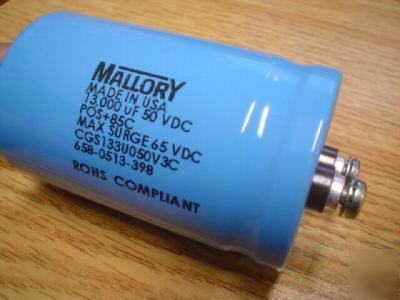 MALLORY
MADE IN USA
13,000 uF 50 VDC
POS+85C
MAX SURGE 65 VDC
CGS133U050V3C
658-0513-398
ROHS COMPLIANT